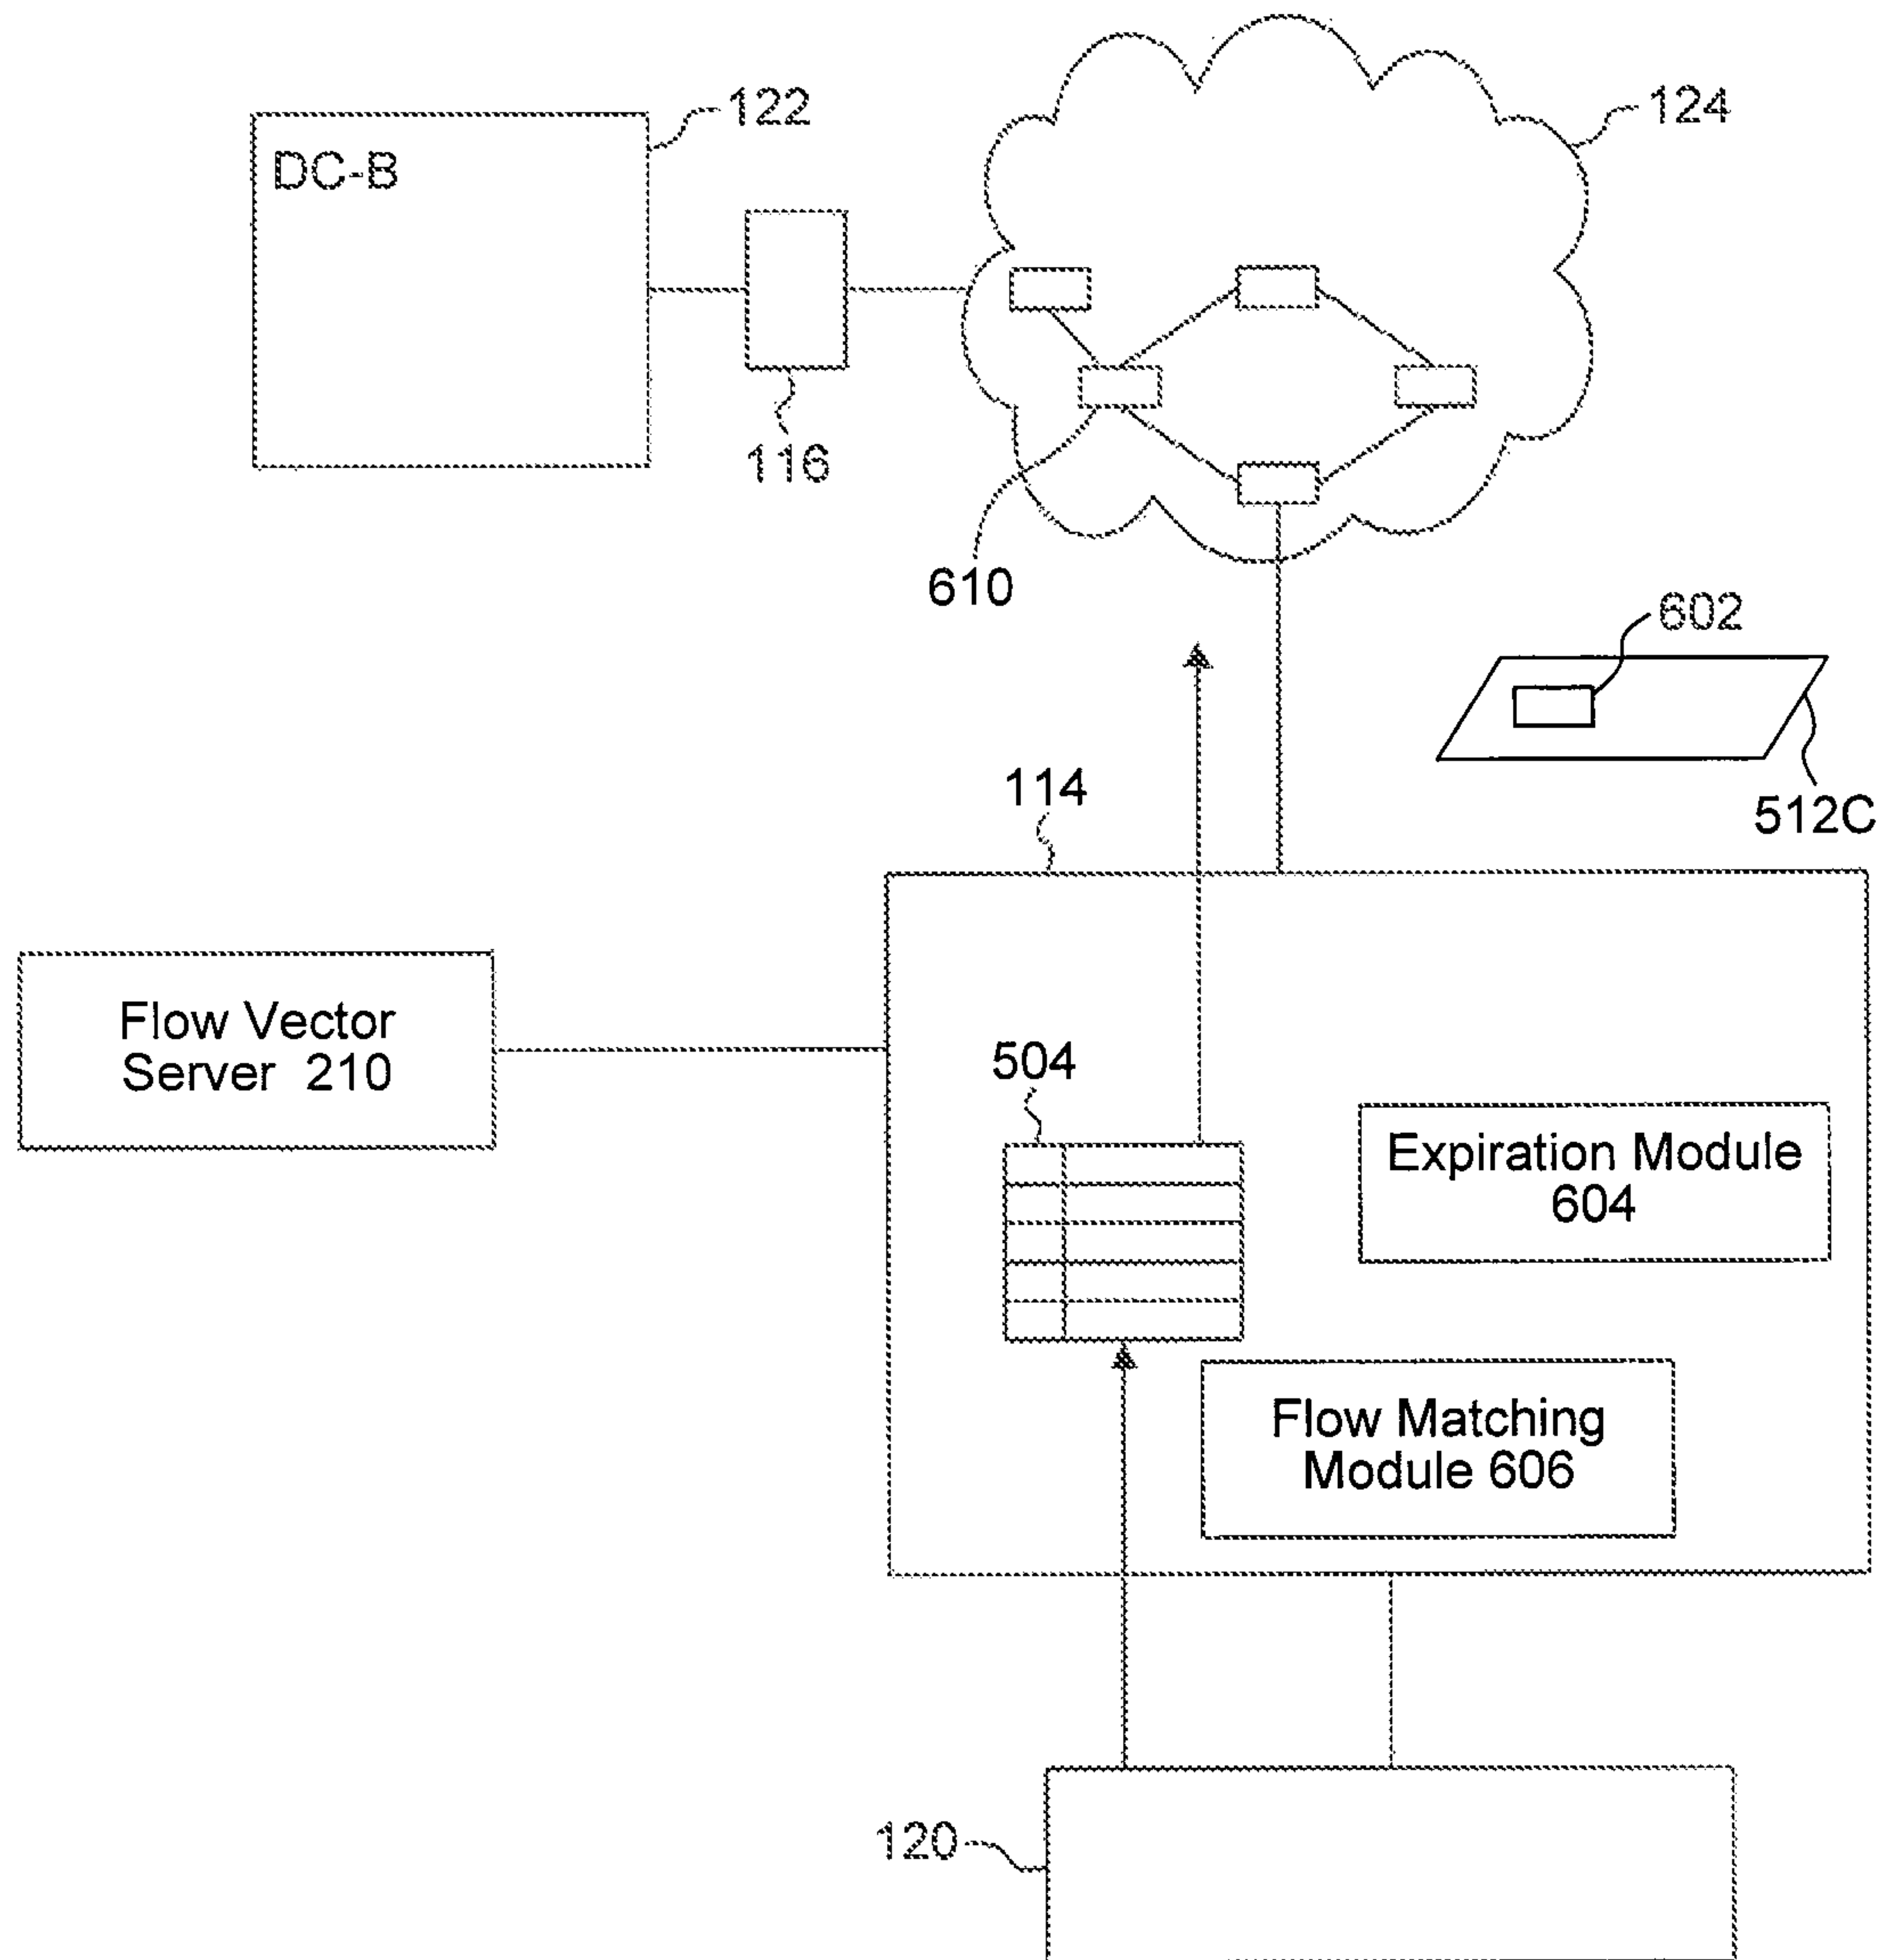 122
124
DC-B
116
610
602
114
512C
Flow Vector
Server 210
504
Expiration Module
604
Flow Matching
Module 606
120